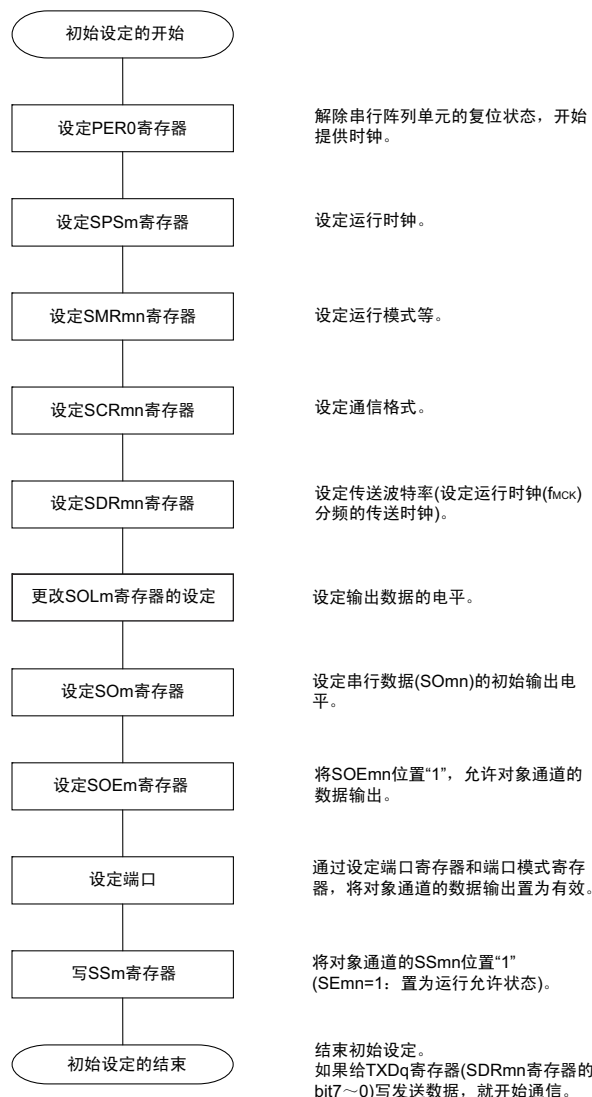 初始设定的开始
设定PER0寄存器
解除串行阵列单元的复位状态，开始
提供时钟。
设定SPSm寄存器
设定运行时钟。
设定SMRmn寄存器
设定运行模式等。
设定SCRmn寄存器
设定通信格式。
设定SDRmn寄存器
设定传送波特率(设定运行时钟(fMCK)
分频的传送时钟)。
更改SOLm寄存器的设定
设定输出数据的电平。
设定SOm寄存器
设定串行数据(SOmn)的初始输出电
平。
设定SOEm寄存器
将SOEmn位置“1”，允许对象通道的
数据输出。
设定端口
通过设定端口寄存器和端口模式寄存
器，将对象通道的数据输出置为有效。
写SSm寄存器
将对象通道的SSmn位置“1”
(SEmn=1：置为运行允许状态)。
初始设定的结束
结束初始设定。
如果给TXDq寄存器(SDRmn寄存器的
bit7～0)写发送数据，就开始通信。